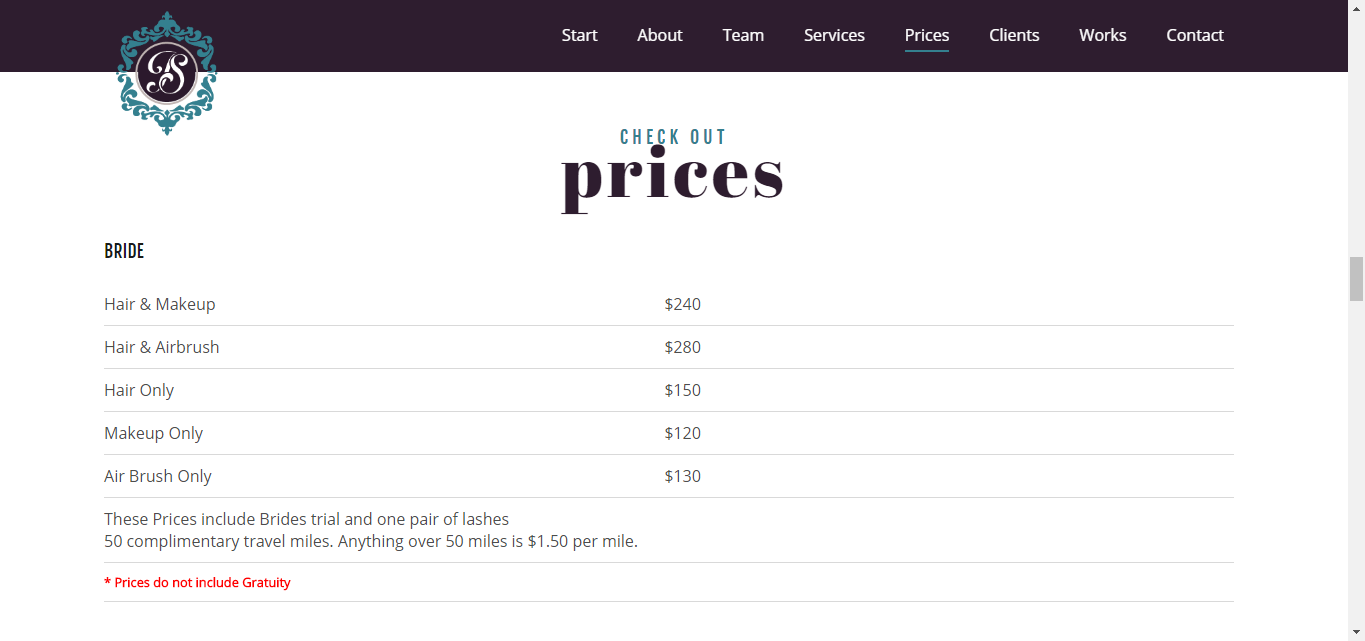 BS
Start About Team Services Prices Clients Works Contact
CHECK OUT
prices
BRIDE
Hair & Makeup $240
Hair & Airbrush $280
Hair Only $150
Makeup Only $120
Air Brush Only $130
These Prices include Brides trial and one pair of lashes
50 complimentary travel miles. Anything over 50 miles is $1.50 per mile.
* Prices do not include Gratuity